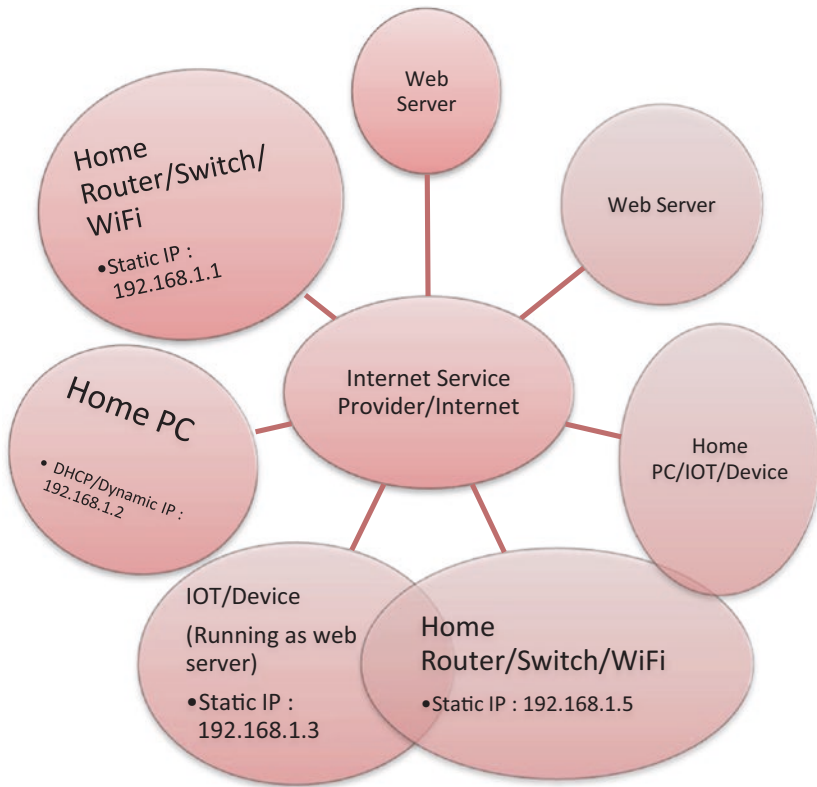 Web
Server
Home
Router/Switch/
WiFi
•Static IP :
192.168.1.1
Web Server
Internet Service
Provider/Internet
Home PC
• DHCP/Dynamic IP :
192.168.1.2
Home
PC/IOT/Device
IOT/Device
(Running as web
server)
•Static IP :
192.168.1.3
Home
Router/Switch/WiFi
•Static IP : 192.168.1.5